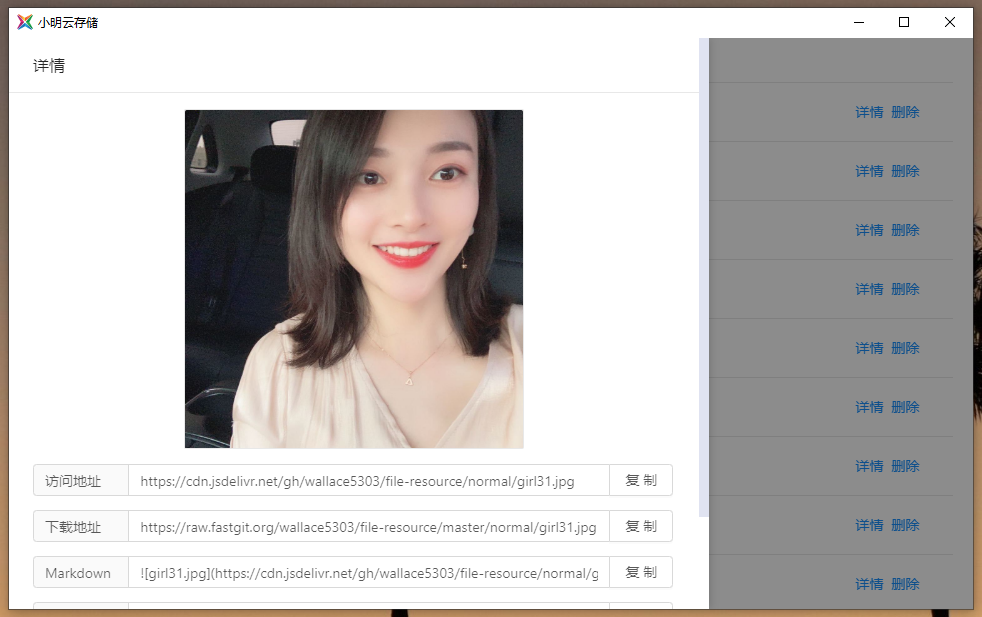 小明云存储
详情
访问地址 https://cdn.jsdelivr.net/gh/wallace5303/file-resource/normal/girl31.jpg 复 制
下载地址 https://raw.fastgit.org/wallace5303/file-resource/master/normal/girl31.jpg 复 制
Markdown ![girl31.jpg](https://cdn.jsdelivr.net/gh/wallace5303/file-resource/normal/g 复 制
详情 删除
详情 删除
详情 删除
详情 删除
详情 删除
详情 删除
详情 删除
详情 删除
详情 删除